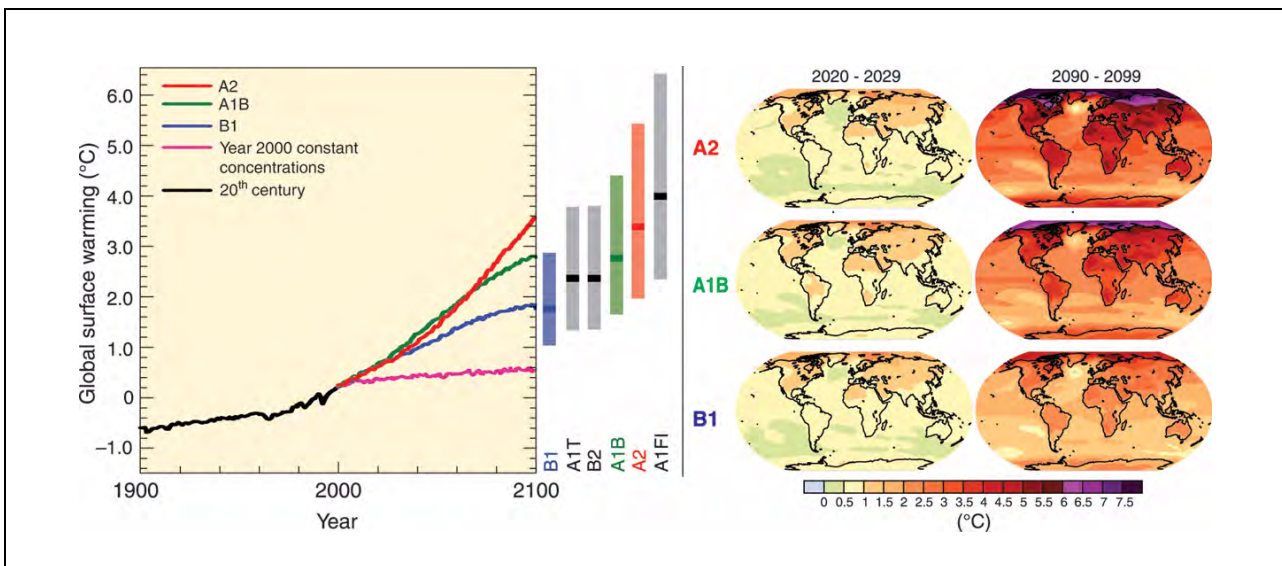 A2
A1B
B1
Year 2000 constant
concentrations
20th century
Global surface warming (°C)
6.0
5.0
4.0
3.0
2.0
1.0
0
–1.0
1900
2000
2100
Year
B1
A1T
B2
A1B
A2
A1FI
2020 - 2029
2090 - 2099
A2
A1B
B1
0 0.5 1 1.5 2 2.5 3 3.5 4 4.5 5 5.5 6 6.5 7 7.5
(°C)